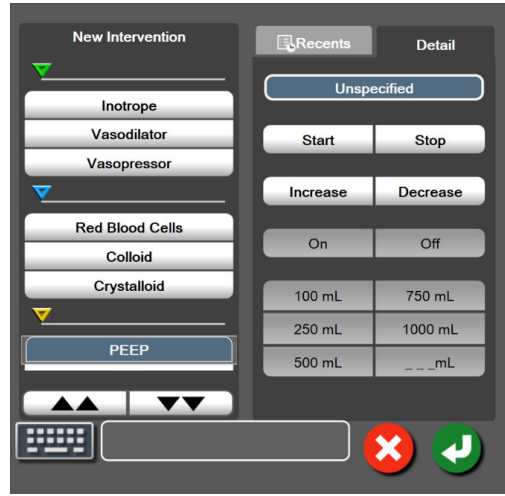 New Intervention
Inotrope
Vasodilator
Vasopressor
Red Blood Cells
Colloid
Crystalloid
PEEP
Recents
Detail
Unspecified
Start
Stop
Increase
Decrease
On
Off
100 mL
750 mL
250 mL
1000 mL
500 mL
_ _ _mL